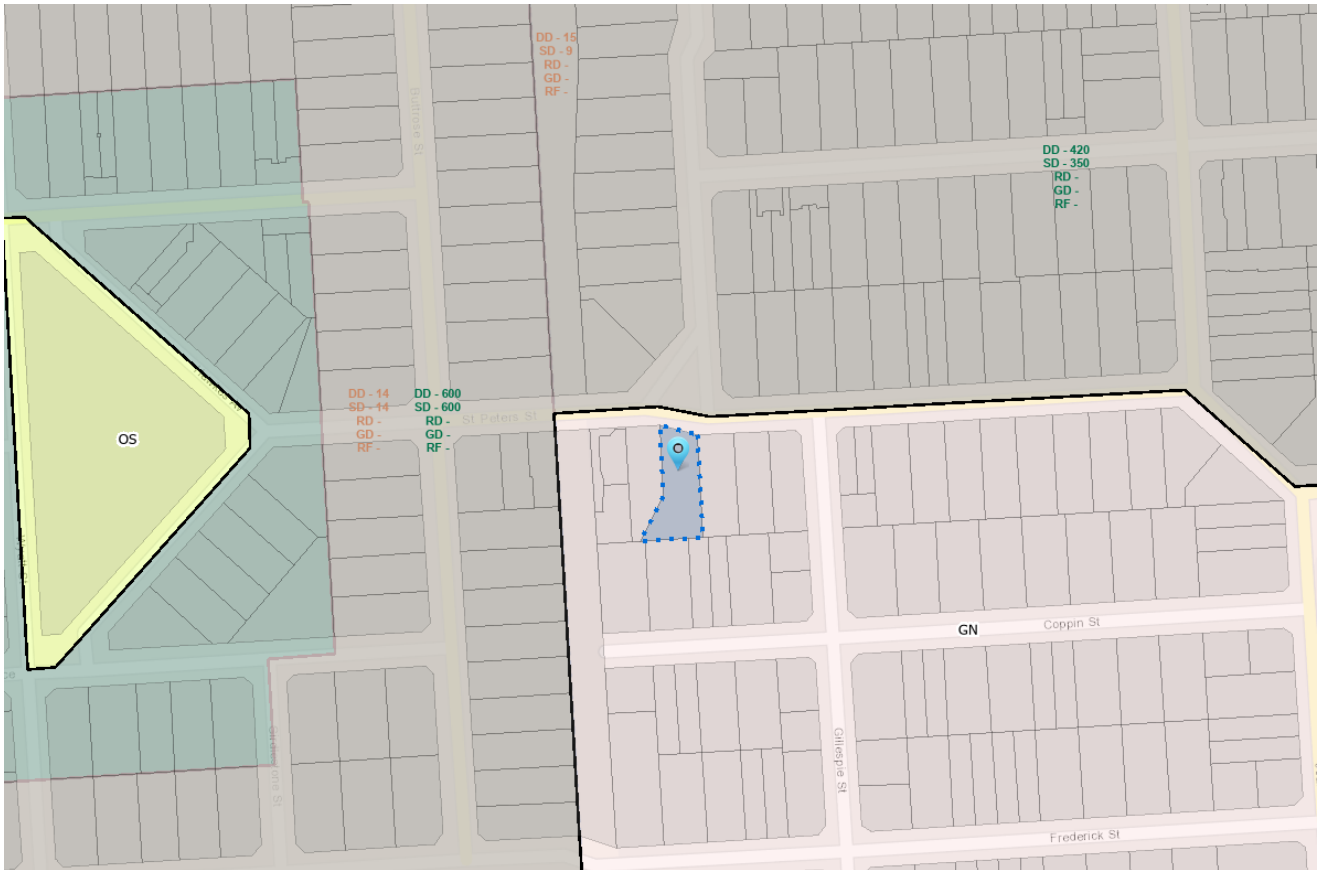 DD - 15
SD - 9
RD -
GD -
RF -
Buttrose St
DD - 420
SD - 350
RD -
GD -
RF -
DD - 14
SD - 14
RD -
GD -
RF -
DD - 600
SD - 600
RD -
GD -
RF -
St Peters St
OS
GN
Coppin St
Gillespie St
Frederick St